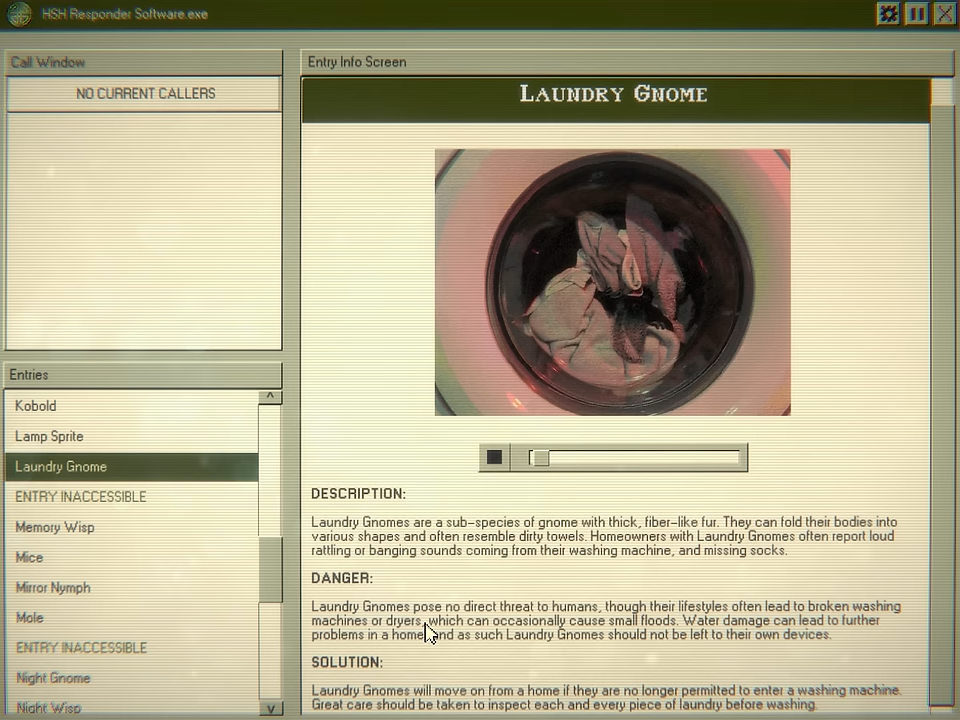 HSH Responder Software.exe
Call Window
NO CURRENT CALLERS
Entries
Kobold
Lamp Sprite
Laundry Gnome
ENTRY INACCESSIBLE
Memory Wisp
Mice
Mirror Nymph
Mole
ENTRY INACCESSIBLE
Night Gnome
Night Wisp
Entry Info Screen
Laundry Gnome
DESCRIPTION:
Laundry Gnomes are a sub-species of gnome with thick, fiber-like fur. They can fold their bodies into
various shapes and often resemble dirty towels. Homeowners with Laundry Gnomes often report loud
rattling or banging sounds coming from their washing machine, and missing socks.
DANGER:
Laundry Gnomes pose no direct threat to humans, though their lifestyles often lead to broken washing
machines or dryers, which can occasionally cause small floods. Water damage can lead to further
problems in a home, and as such Laundry Gnomes should not be left to their own devices.
SOLUTION:
Laundry Gnomes will move on from a home if they are no longer permitted to enter a washing machine.
Great care should be taken to inspect each and every piece of laundry before washing.